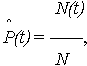 P̂(t) = N(t) / N,